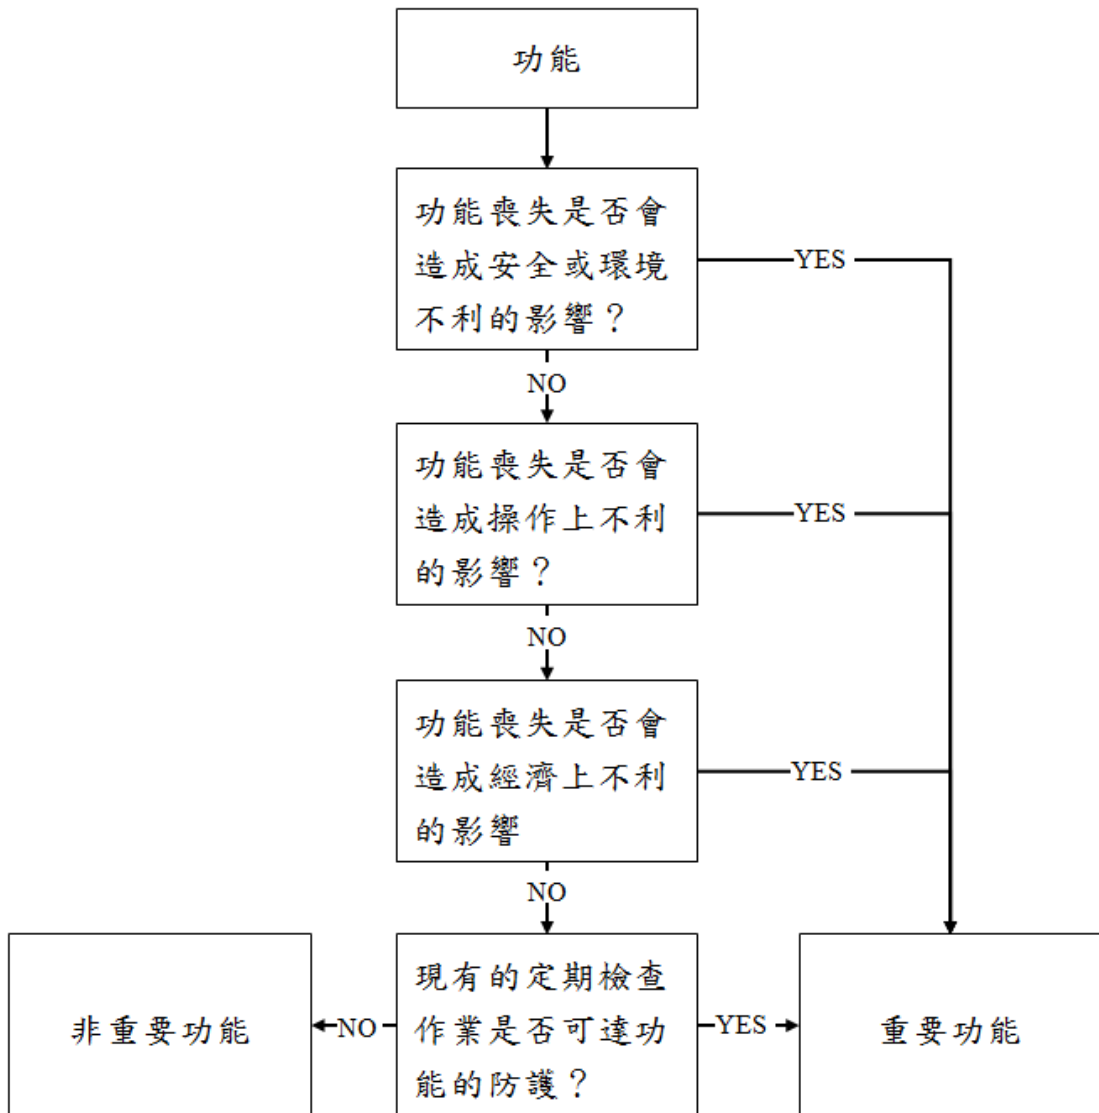 功能
功能喪失是否會
造成安全或環境
不利的影響？
YES
NO
功能喪失是否會
造成操作上不利
的影響？
YES
NO
功能喪失是否會
造成經濟上不利
的影響
YES
NO
非重要功能
NO
現有的定期檢查
作業是否可達功
能的防護？
YES
重要功能